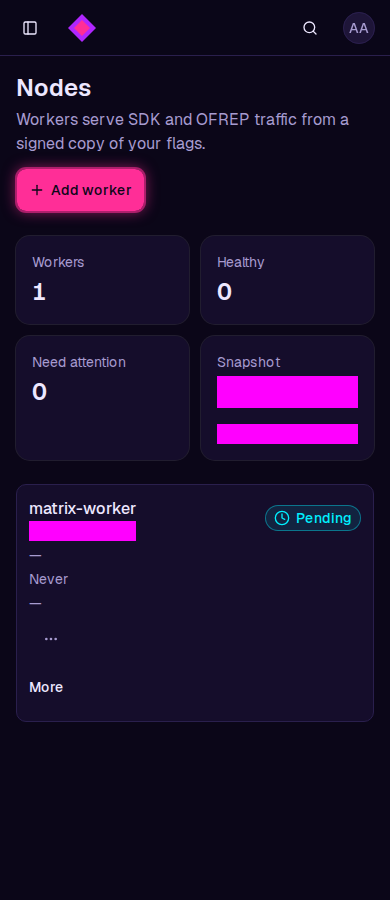 AA
Nodes
Workers serve SDK and OFREP traffic from a
signed copy of your flags.
+ Add worker
Workers
1
Healthy
0
Need attention
0
Snapshot
matrix-worker
Pending
—
Never
—
...
More